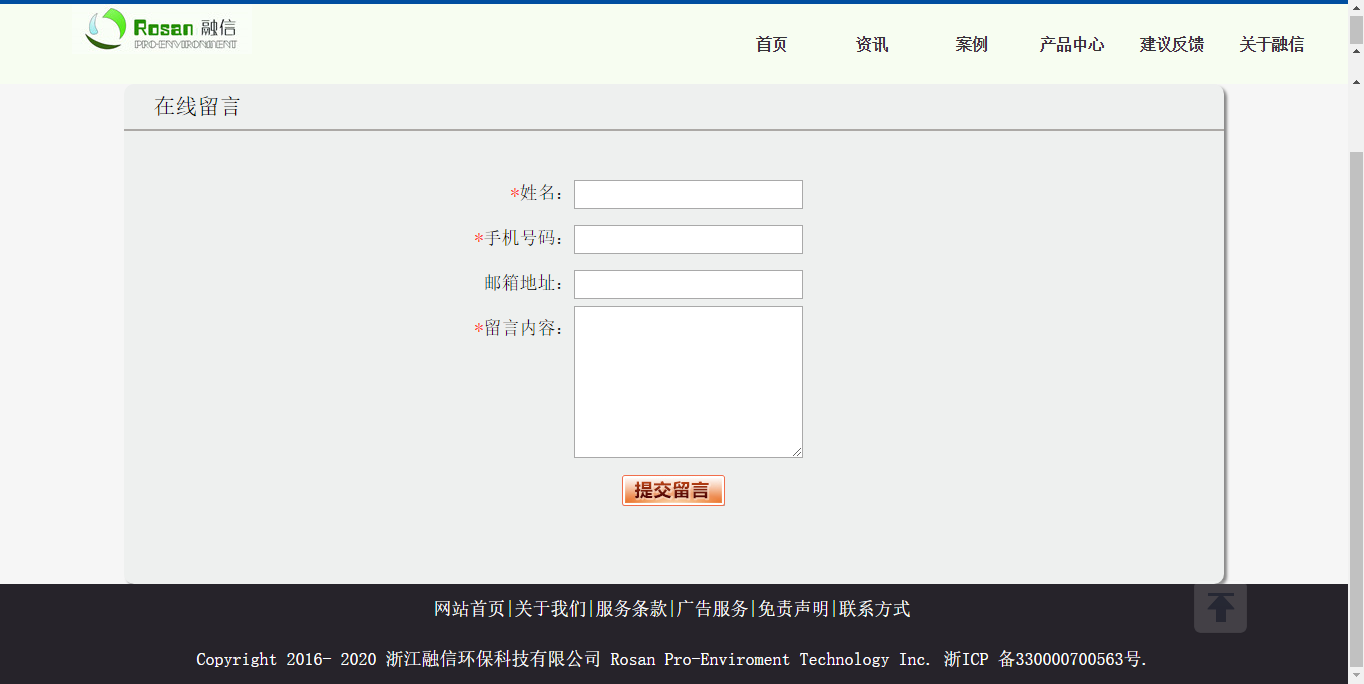 Rosan 融信
PRO-ENVIRONMENT
首页 资讯 案例 产品中心 建议反馈 关于融信
在线留言
*姓名：
*手机号码：
邮箱地址：
*留言内容：
提交留言
网站首页|关于我们|服务条款|广告服务|免责声明|联系方式
Copyright 2016- 2020 浙江融信环保科技有限公司 Rosan Pro-Enviroment Technology Inc. 浙ICP 备330000700563号.